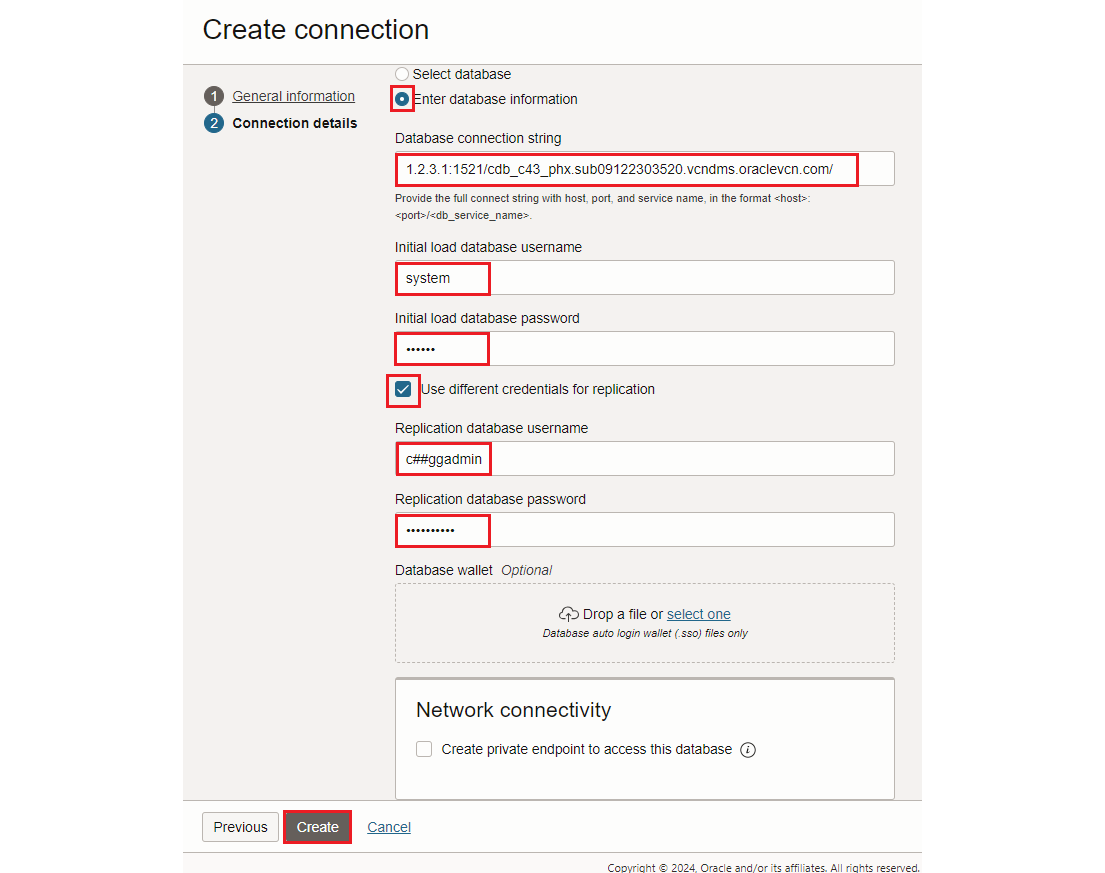 Create connection
1 General information
2 Connection details
Select database
Enter database information
Database connection string
1.2.3.1:1521/cdb_c43_phx.sub09122303520.vcndms.oraclevcn.com/
Provide the full connect string with host, port, and service name, in the format <host>:
<port>/<db_service_name>.
Initial load database username
system
Initial load database password
••••••
Use different credentials for replication
Replication database username
c##ggadmin
Replication database password
••••••••••
Database wallet Optional
Drop a file or select one
Database auto login wallet (.sso) files only
Network connectivity
Create private endpoint to access this database i
Previous Create Cancel
Copyright © 2024, Oracle and/or its affiliates. All rights reserved.